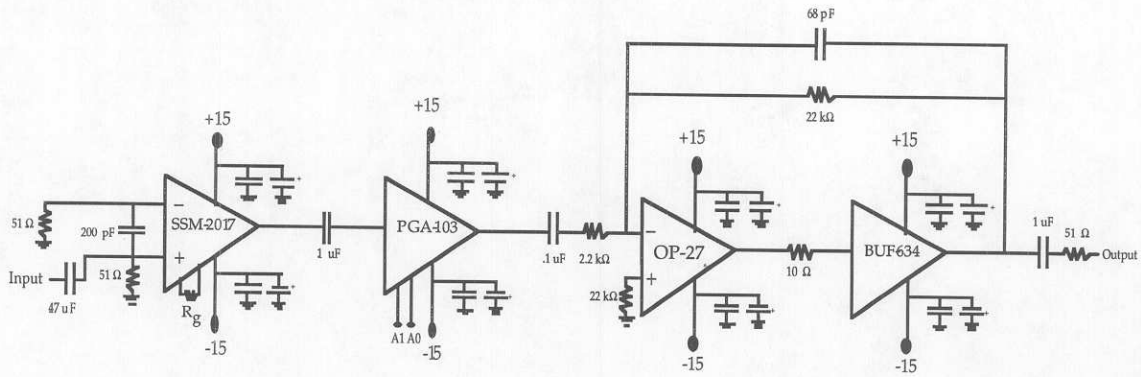 68 pF
22 kΩ
+15
+15
+15
+15
51 Ω
200 pF
SSM-2017
PGA-103
OP-27
BUF-634
Input
47 uF
51 Ω
1 uF
.1 uF
2.2 kΩ
22 kΩ
10 Ω
1 uF
51 Ω
Output
Rg
A1 A0
-15
-15
-15
-15